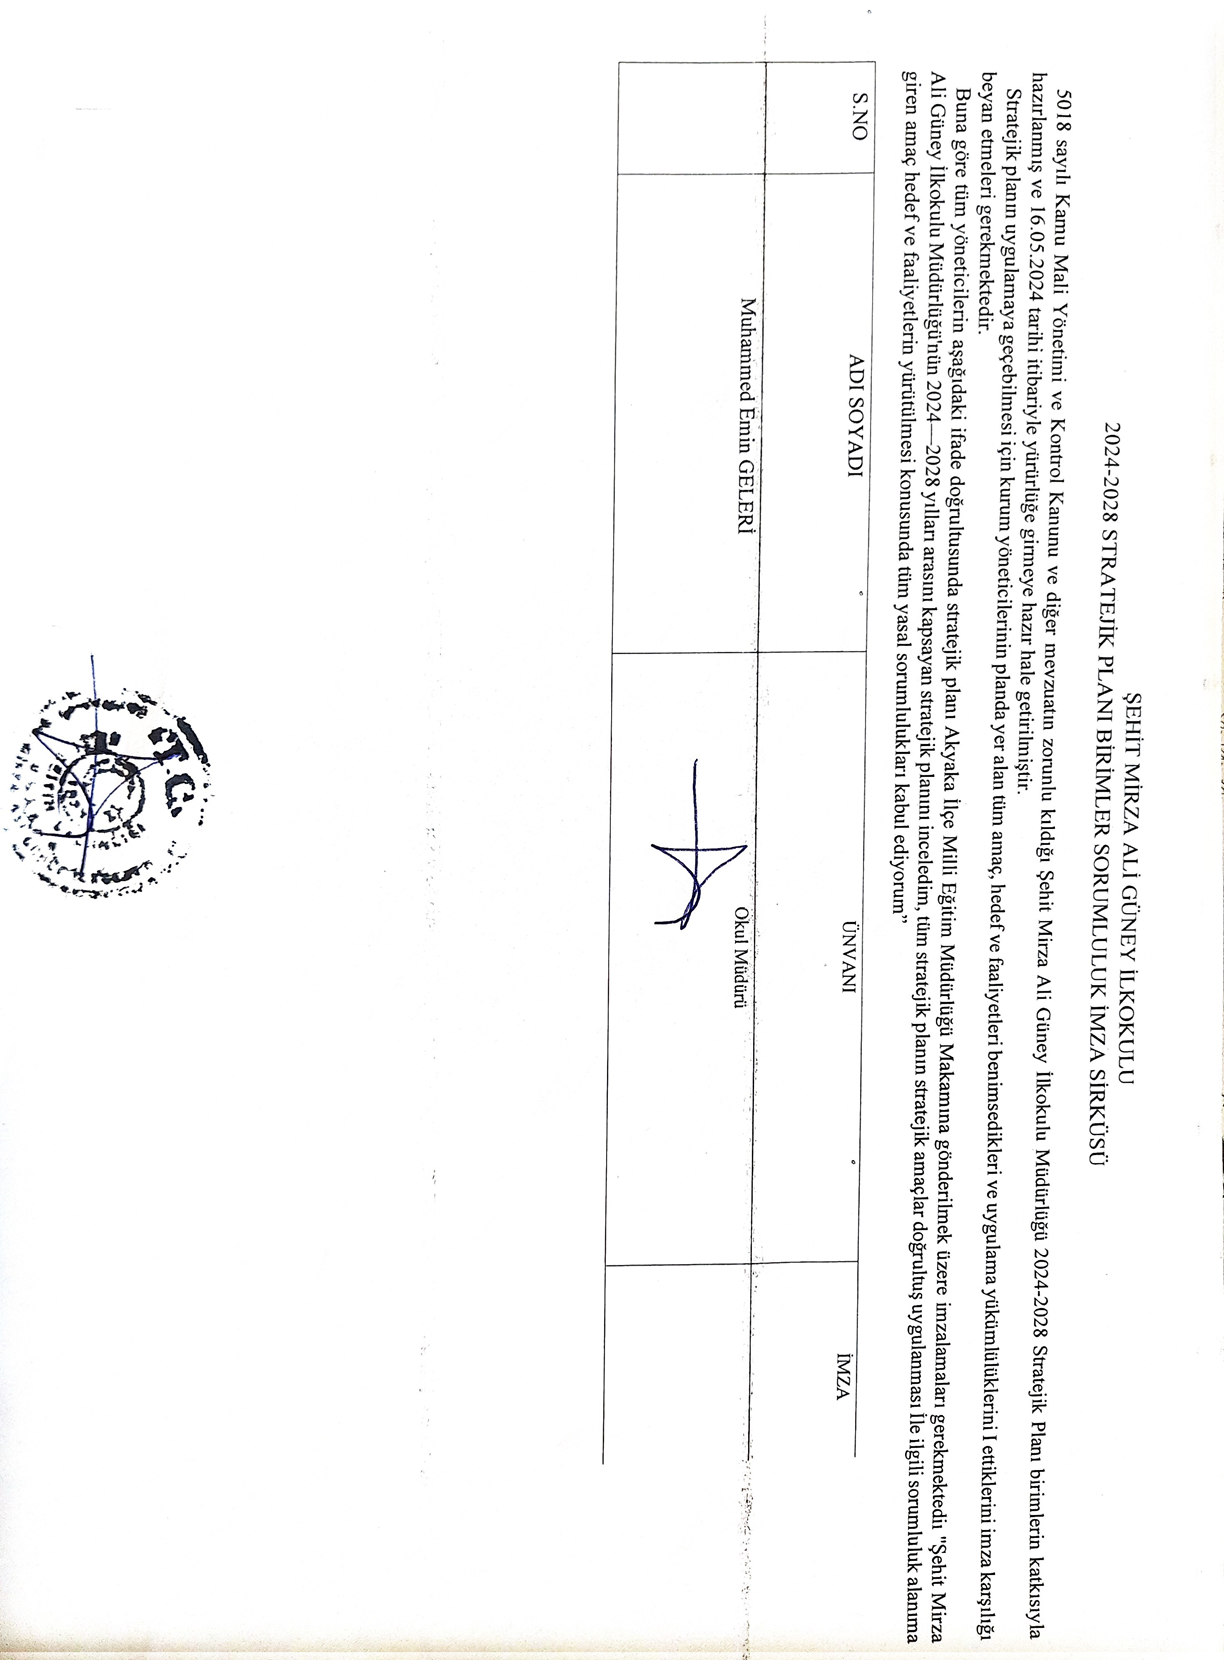 ŞEHİT MİRZA ALİ GÜNEY İLKOKULU
2024-2028 STRATEJİK PLANI BİRİMLER SORUMLULUK İMZA SİRKÜSÜ
5018 sayılı Kamu Mali Yönetimi ve Kontrol Kanunu ve diğer mevzuatın zorunlu kıldığı Şehit Mirza Ali Güney İlkokulu Müdürlüğü 2024-2028 Stratejik Planı birimlerin katkısıyla
hazırlanmış ve 16.05.2024 tarihi itibariyle yürürlüğe girmeye hazır hale getirilmiştir.
Stratejik planın uygulamaya geçebilmesi için kurum yöneticilerinin planda yer alan tüm amaç, hedef ve faaliyetleri benimsedikleri ve uygulama yükümlülüklerini I ettiklerini imza karşılığı
beyan etmeleri gerekmektedir.
Buna göre tüm yöneticilerin aşağıdaki ifade doğrultusunda stratejik planı Akyaka İlçe Milli Eğitim Müdürlüğü Makamına gönderilmek üzere imzalamaları gerekmektediı "Şehit Mirza
Ali Güney İlkokulu Müdürlüğü'nün 2024—2028 yılları arasını kapsayan stratejik planını inceledim, tüm stratejik planın stratejik amaçlar doğrultuş uygulanması İle ilgili sorumluluk alanıma
giren amaç hedef ve faaliyetlerin yürütülmesi konusunda tüm yasal sorumlulukları kabul ediyorum”
S.NO ADI SOYADI ÜNVANI İMZA
Muhammed Emin GELERİ Okul Müdürü
T.C.